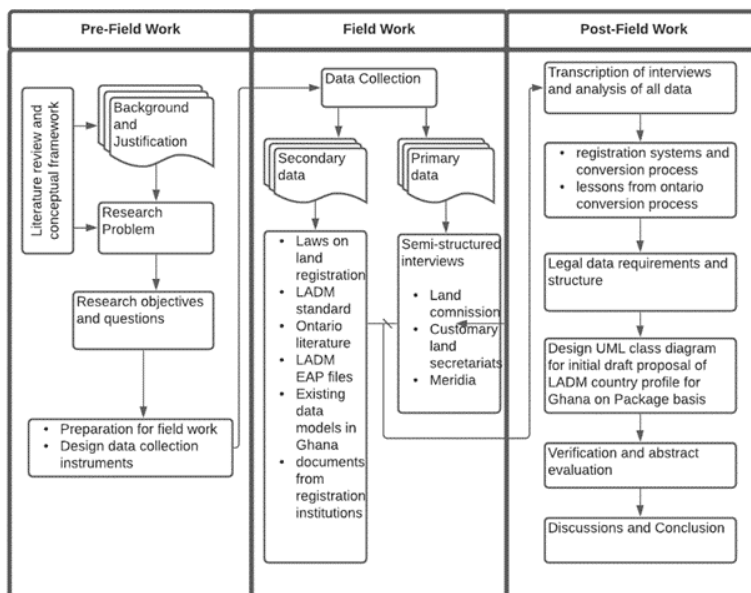 Pre-Field Work
Field Work
Post-Field Work
Literature review and
conceptual framework
Background
and
Justification
Research
Problem
Research objectives
and questions
• Preparation for field work
• Design data collection
instruments
Data Collection
Secondary
data
Primary
data
• Laws on
land
registration
• LADM
standard
• Ontario
literature
• LADM
EAP files
• Existing
data
models in
Ghana
• documents
from
registration
institutions
Semi-structured
interviews
• Land
comnission
• Customary
land
secretariats
• Meridia
Transcription of interviews
and analysis of all data
• registration systems and
conversion process
• lessons from ontario
conversion process
Legal data requirements and
structure
Design UML class diagram
for initial draft proposal of
LADM country profile for
Ghana on Package basis
Verification and abstract
evaluation
Discussions and Conclusion